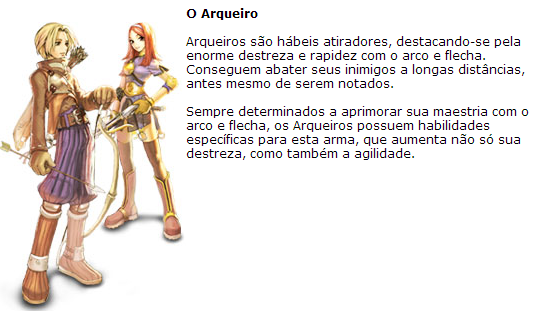 O Arqueiro
Arqueiros são hábeis atiradores, destacando-se pela
enorme destreza e rapidez com o arco e flecha.
Conseguem abater seus inimigos a longas distâncias,
antes mesmo de serem notados.
Sempre determinados a aprimorar sua maestria com o
arco e flecha, os Arqueiros possuem habilidades
específicas para esta arma, que aumenta não só sua
destreza, como também a agilidade.